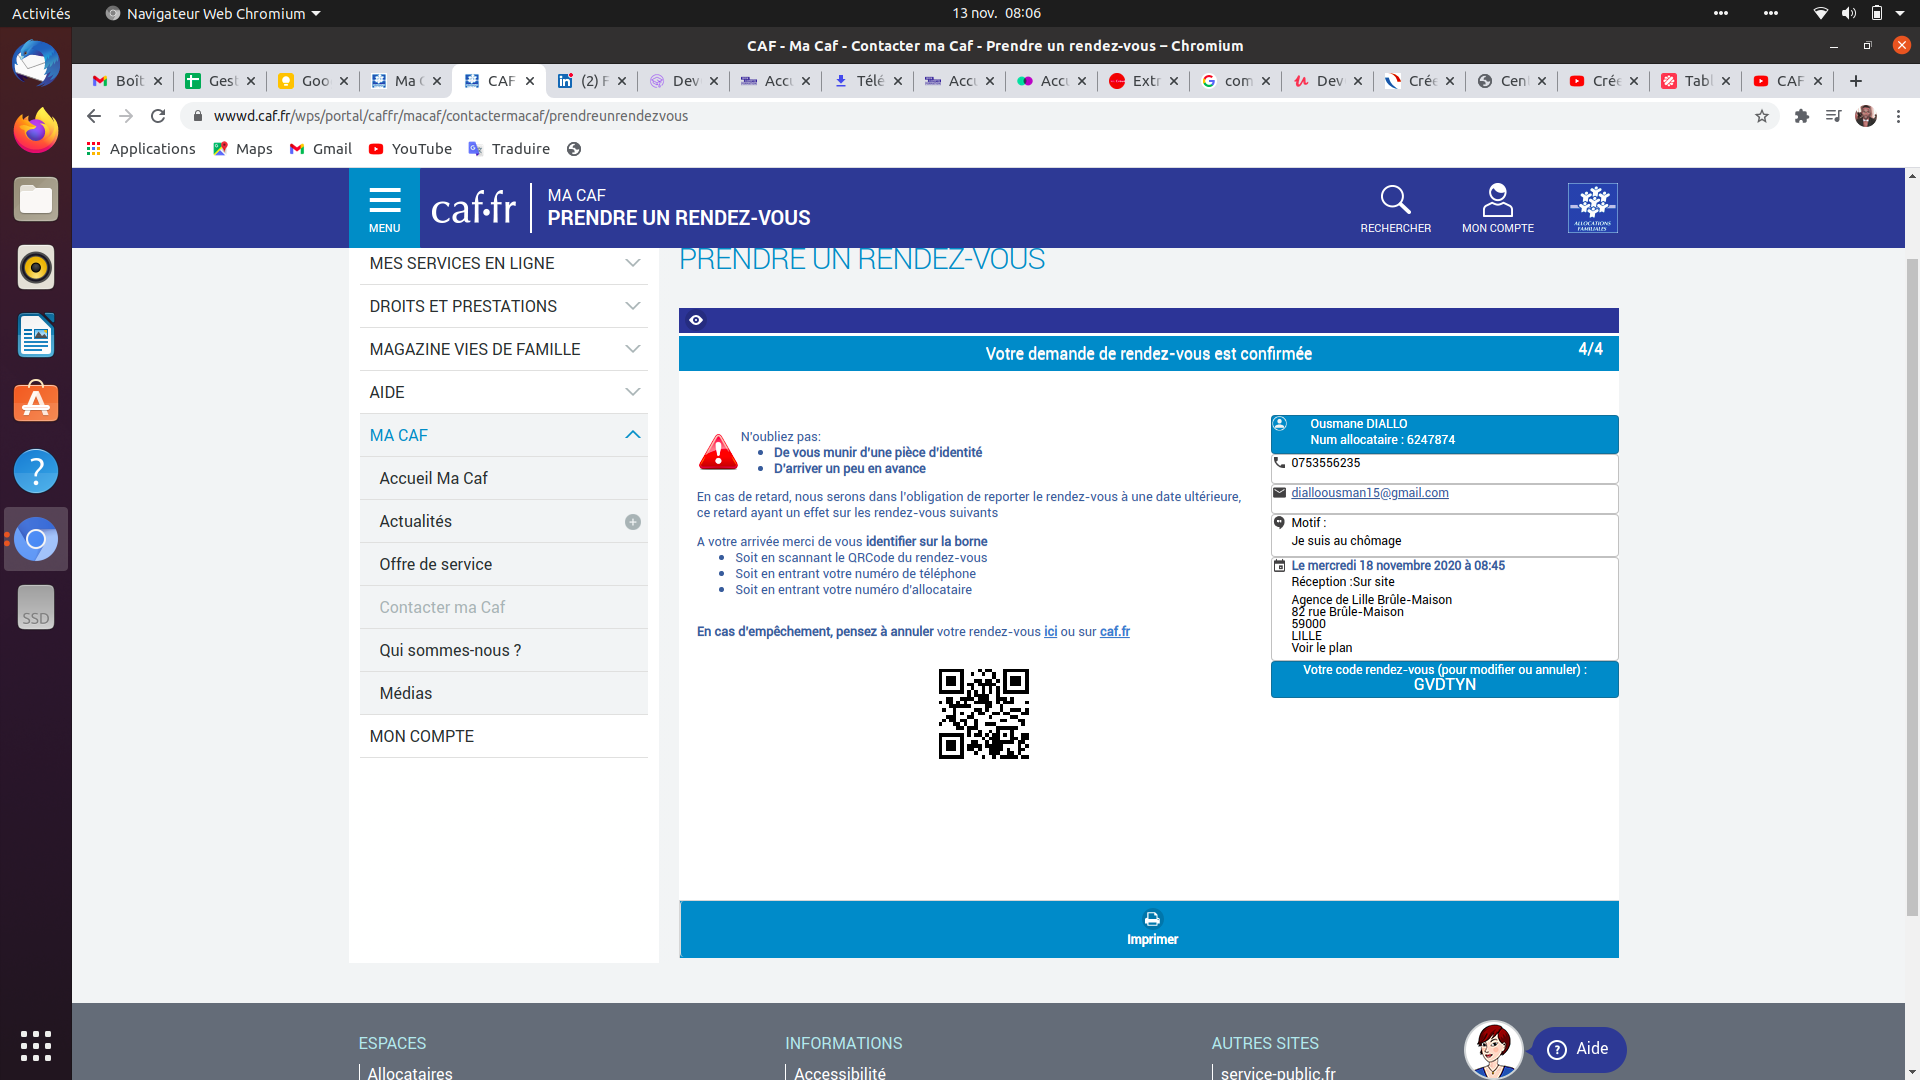 Activités
Navigateur Web Chromium
13 nov.  08:06
CAF - Ma Caf - Contacter ma Caf - Prendre un rendez-vous – Chromium
Boît
Gest
Goo
Ma C
CAF
(2) F
Dev
Accu
Télé
Accu
Accu
Extr
com
Dev
Crée
Cen
Crée
Tabl
CAF
wwwd.caf.fr/wps/portal/caffr/macaf/contactermacaf/prendreunrendezvous
Applications
Maps
Gmail
YouTube
Traduire
MENU
caf.fr
MA CAF
PRENDRE UN RENDEZ-VOUS
RECHERCHER
MON COMPTE
ALLOCATIONS
FAMILIALES
MES SERVICES EN LIGNE
DROITS ET PRESTATIONS
MAGAZINE VIES DE FAMILLE
AIDE
MA CAF
Accueil Ma Caf
Actualités
Offre de service
Contacter ma Caf
Qui sommes-nous ?
Médias
MON COMPTE
PRENDRE UN RENDEZ-VOUS
Votre demande de rendez-vous est confirmée
4/4
N'oubliez pas:
De vous munir d'une pièce d'identité
D'arriver un peu en avance
En cas de retard, nous serons dans l'obligation de reporter le rendez-vous à une date ultérieure,
ce retard ayant un effet sur les rendez-vous suivants
A votre arrivée merci de vous identifier sur la borne
Soit en scannant le QRCode du rendez-vous
Soit en entrant votre numéro de téléphone
Soit en entrant votre numéro d'allocataire
En cas d'empêchement, pensez à annuler votre rendez-vous ici ou sur caf.fr
Ousmane DIALLO
Num allocataire : 6247874
0753556235
dialloousman15@gmail.com
Motif :
Je suis au chômage
Le mercredi 18 novembre 2020 à 08:45
Réception :Sur site
Agence de Lille Brûle-Maison
82 rue Brûle-Maison
59000
LILLE
Voir le plan
Votre code rendez-vous (pour modifier ou annuler) :
GVDTYN
Imprimer
ESPACES
Allocataires
INFORMATIONS
Accessibilité
AUTRES SITES
service-public.fr
Aide
SSD